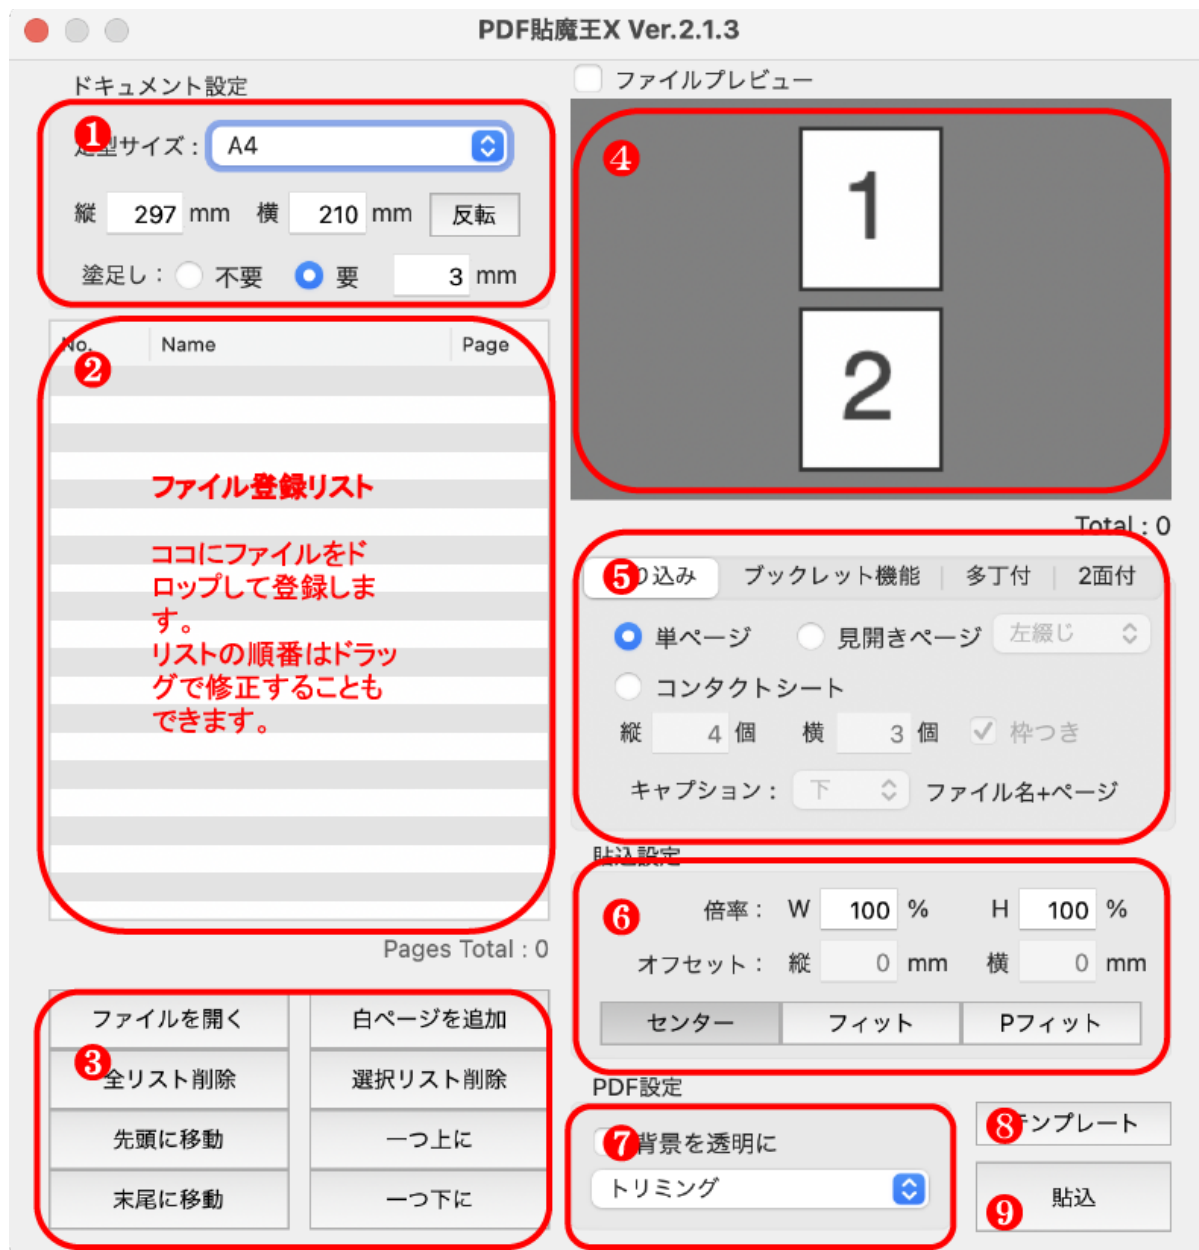 PDF貼魔王X Ver.2.1.3
ドキュメント設定
❶
型サイズ： A4
縦 297 mm 横 210 mm 反転
塗足し： 不要 要 3 mm
No. Name Page
❷
ファイル登録リスト
ココにファイルをド
ロップして登録しま
す。
リストの順番はドラッ
グで修正することも
できます。
Pages Total : 0
ファイルを開く 白ページを追加
❸
全リスト削除 選択リスト削除
先頭に移動 一つ上に
末尾に移動 一つ下に
ファイルプレビュー
❹
1
2
Total : 0
❺ り込み ブックレット機能 多丁付 2面付
単ページ 見開きページ 左綴じ
コンタクトシート
縦 4 個 横 3 個 枠つき
キャプション： 下 ファイル名+ページ
貼込設定
❻ 倍率： W 100 % H 100 %
オフセット： 縦 0 mm 横 0 mm
センター フィット Pフィット
PDF設定
❼ 背景を透明に
トリミング
❽ テンプレート
❾ 貼込